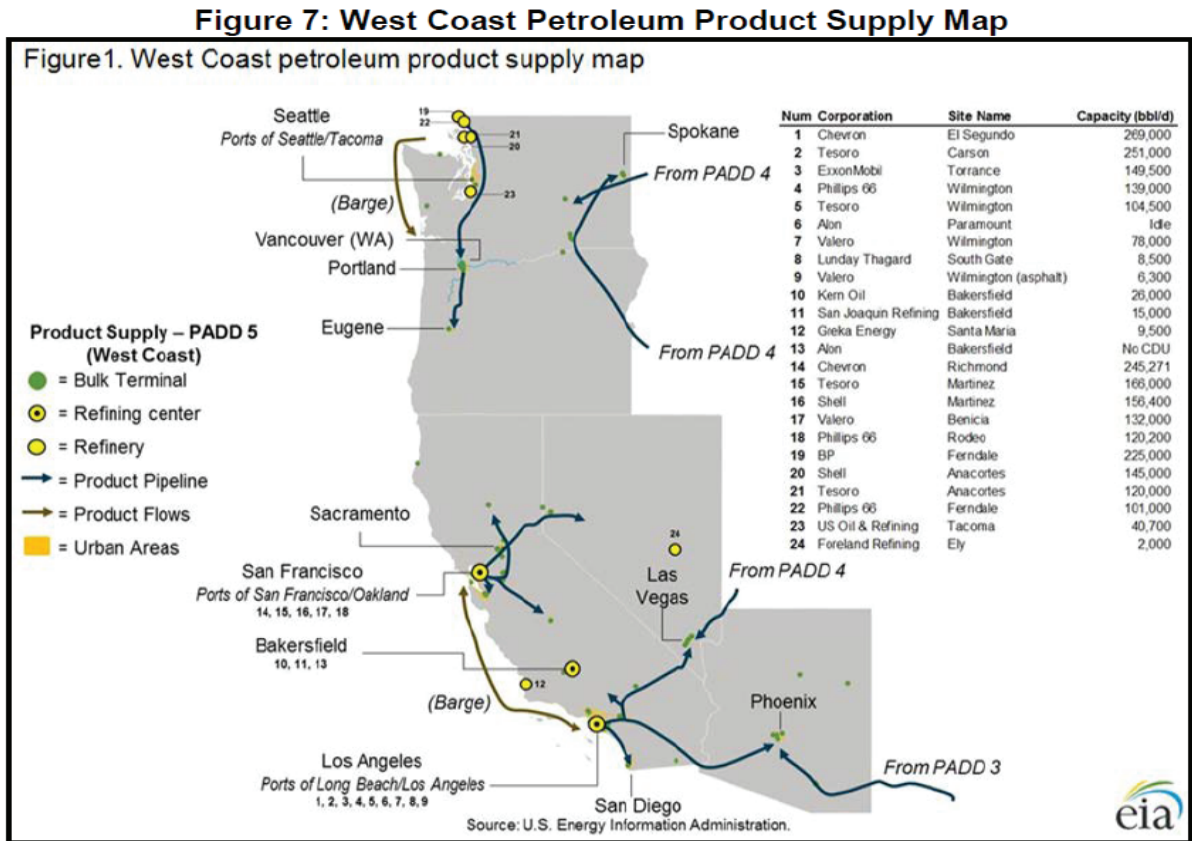 Figure 7: West Coast Petroleum Product Supply Map
Figure1. West Coast petroleum product supply map
Seattle
Ports of Seattle/Tacoma
19
22
21
20
23
(Barge)
Vancouver (WA)
Portland
Eugene
Spokane
From PADD 4
From PADD 4
Product Supply – PADD 5
(West Coast)
= Bulk Terminal
= Refining center
= Refinery
= Product Pipeline
= Product Flows
= Urban Areas
Sacramento
San Francisco
Ports of San Francisco/Oakland
14, 15, 16, 17, 18
Bakersfield
10, 11, 13
(Barge)
12
Los Angeles
Ports of Long Beach/Los Angeles
1, 2, 3, 4, 5, 6, 7, 8, 9
San Diego
24
Las
Vegas
From PADD 4
Phoenix
From PADD 3
Num Corporation Site Name Capacity (bbl/d)
1 Chevron El Segundo 269,000
2 Tesoro Carson 251,000
3 ExxonMobil Torrance 149,500
4 Phillips 66 Wilmington 139,000
5 Tesoro Wilmington 104,500
6 Alon Paramount Idle
7 Valero Wilmington 78,000
8 Lunday Thagard South Gate 8,500
9 Valero Wilmington (asphalt) 6,300
10 Kern Oil Bakersfield 26,000
11 San Joaquin Refining Bakersfield 15,000
12 Greka Energy Santa Maria 9,500
13 Alon Bakersfield No CDU
14 Chevron Richmond 245,271
15 Tesoro Martinez 166,000
16 Shell Martinez 156,400
17 Valero Benicia 132,000
18 Phillips 66 Rodeo 120,200
19 BP Ferndale 225,000
20 Shell Anacortes 145,000
21 Tesoro Anacortes 120,000
22 Phillips 66 Ferndale 101,000
23 US Oil & Refining Tacoma 40,700
24 Foreland Refining Ely 2,000
Source: U.S. Energy Information Administration.
eia